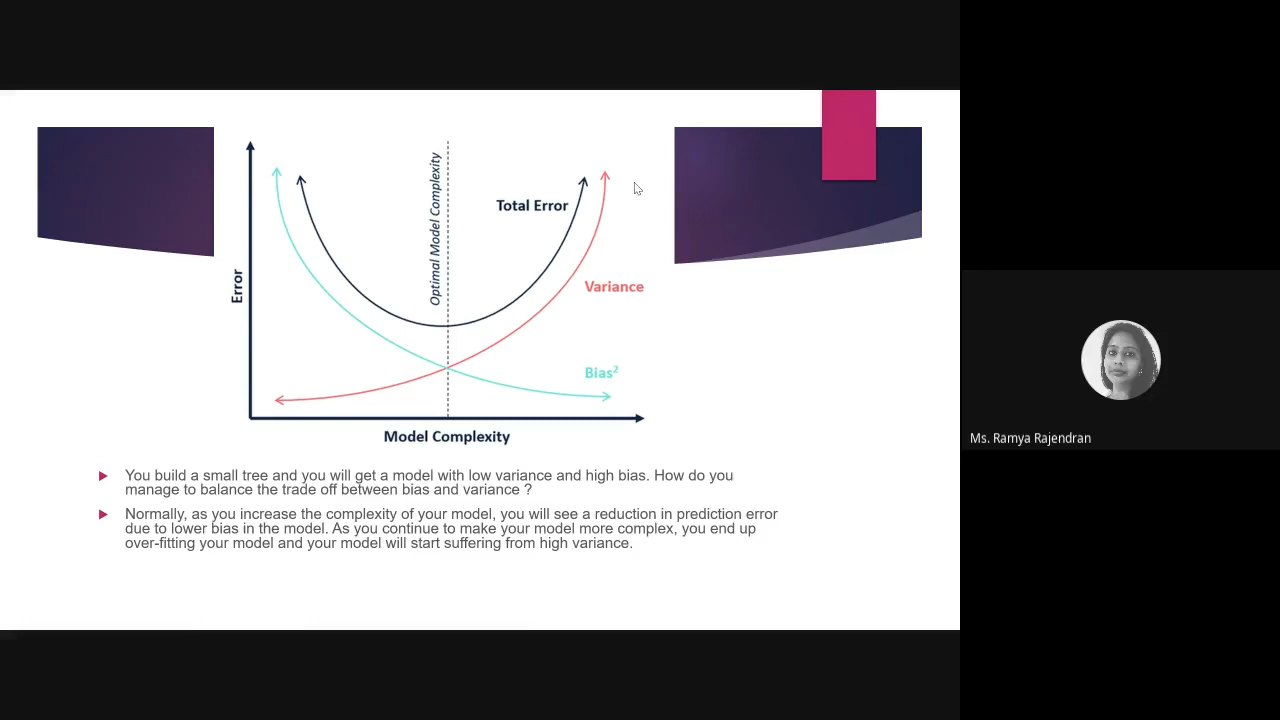 Optimal Model Complexity
Total Error
Error
Variance
Bias²
Model Complexity
You build a small tree and you will get a model with low variance and high bias. How do you
manage to balance the trade off between bias and variance ?
Normally, as you increase the complexity of your model, you will see a reduction in prediction error
due to lower bias in the model. As you continue to make your model more complex, you end up
over-fitting your model and your model will start suffering from high variance.
Ms. Ramya Rajendran